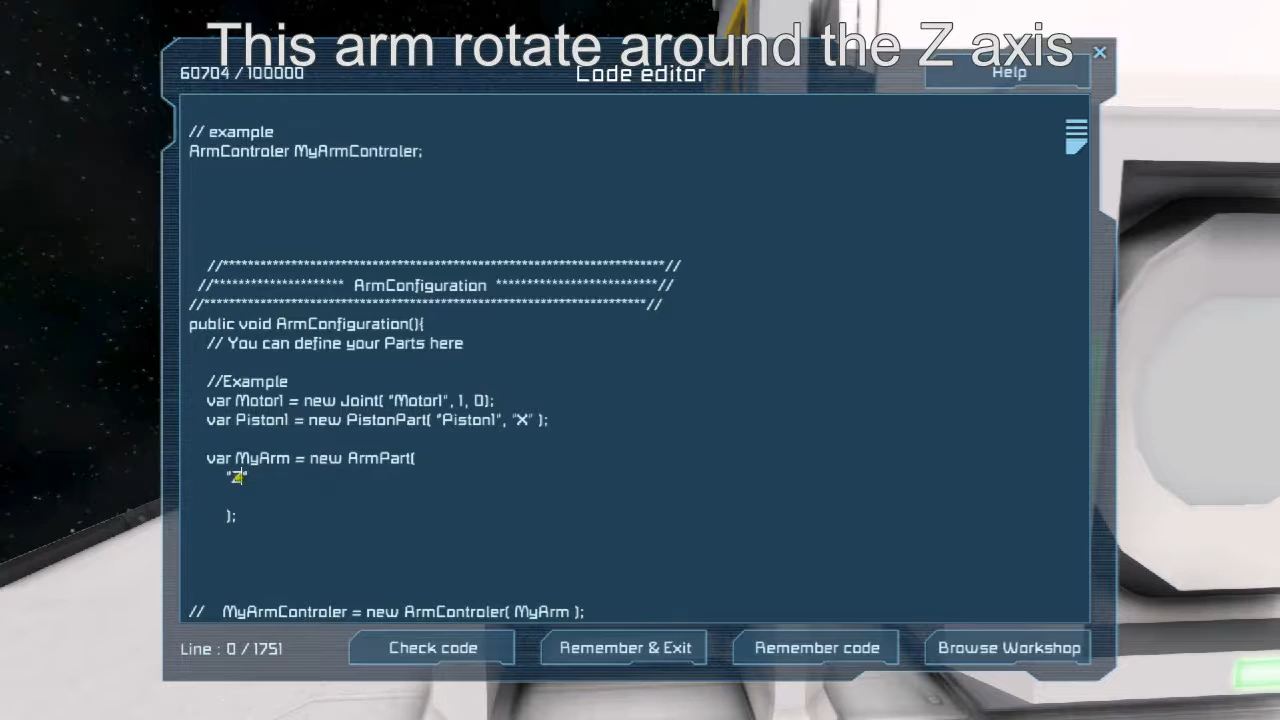 This arm rotate around the Z axis
60704 / 100000
Code editor
Help
// example
ArmControler MyArmControler;
//**********************************************************************//
//********************* ArmConfiguration **************************//
//**********************************************************************//
public void ArmConfiguration(){
// You can define your Parts here
//Example
var Motor1 = new Joint( "Motor1", 1, 0);
var Piston1 = new PistonPart( "Piston1", "X" );
var MyArm = new ArmPart(
"Z"
);
// MyArmControler = new ArmControler( MyArm );
Line : 0 / 1751
Check code
Remember & Exit
Remember code
Browse Workshop